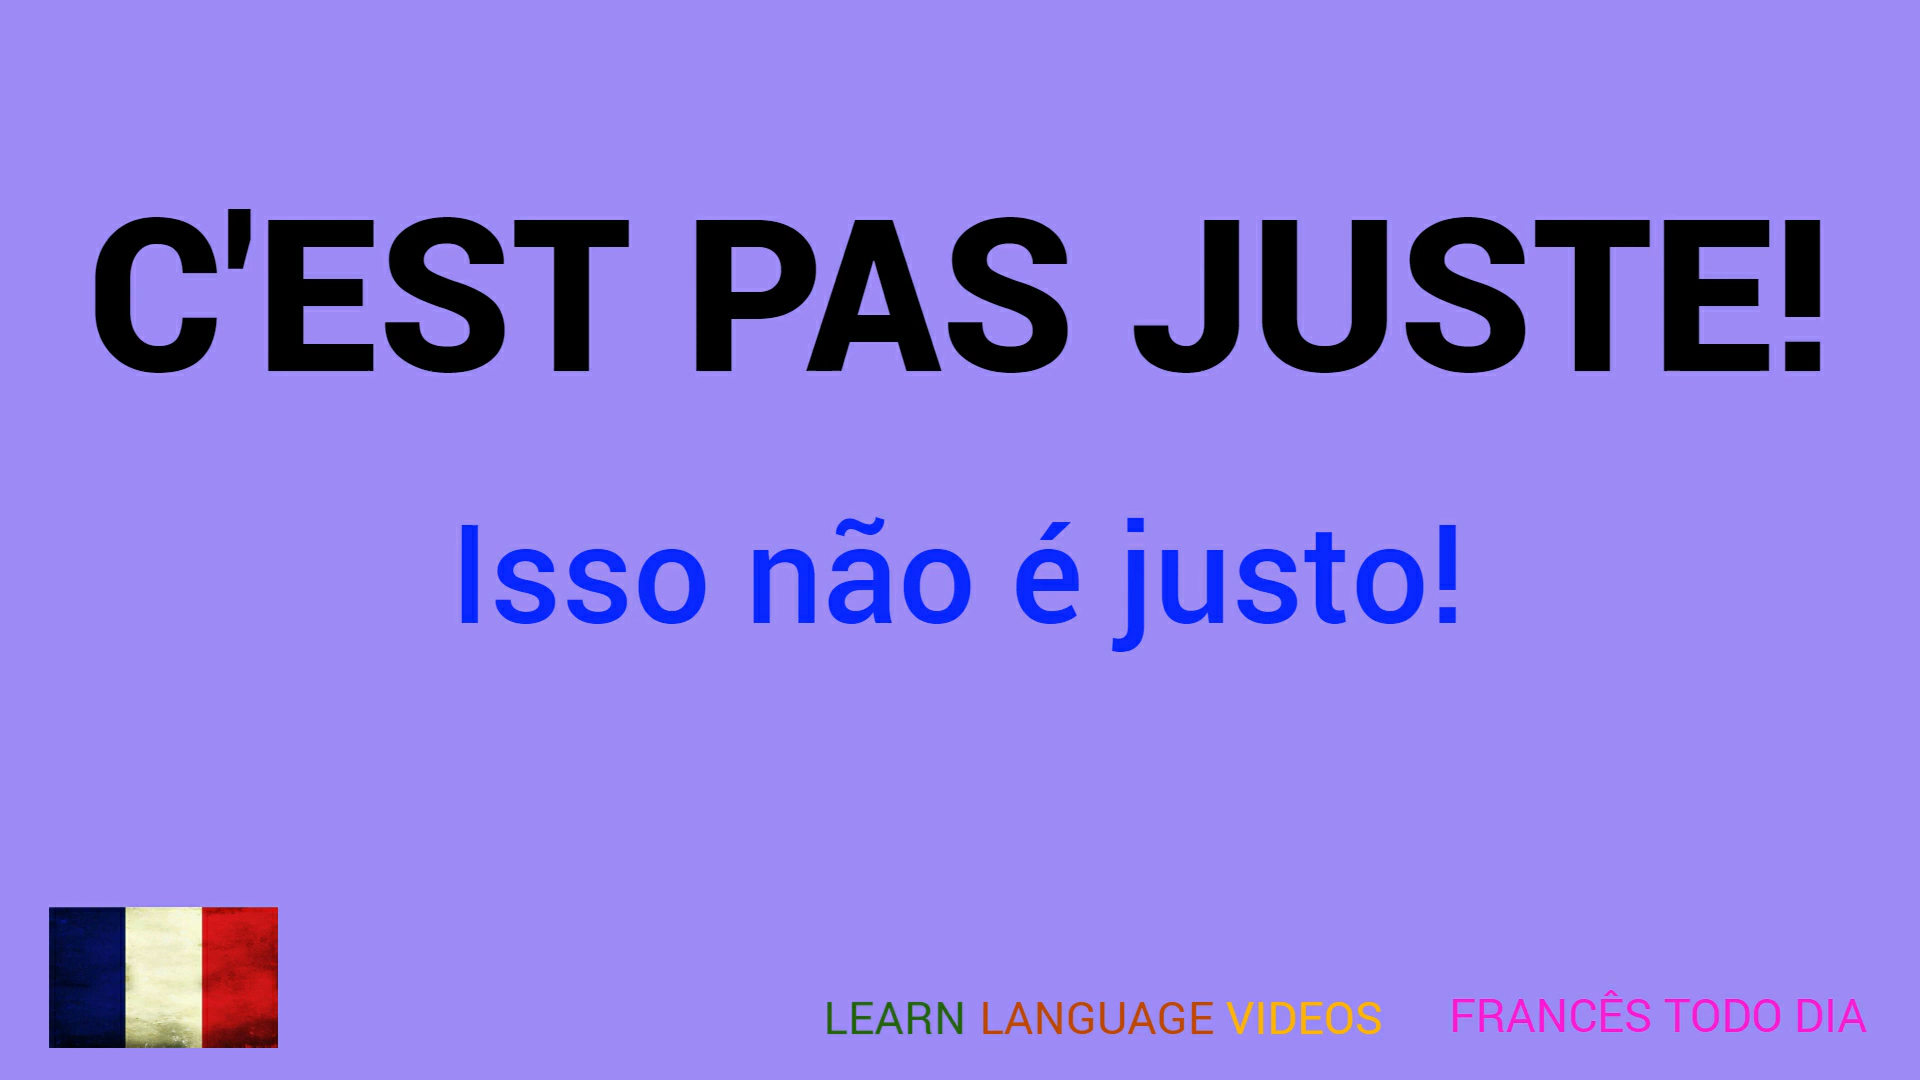 C'EST PAS JUSTE!
Isso não é justo!
LEARN LANGUAGE VIDEOS
FRANCÊS TODO DIA